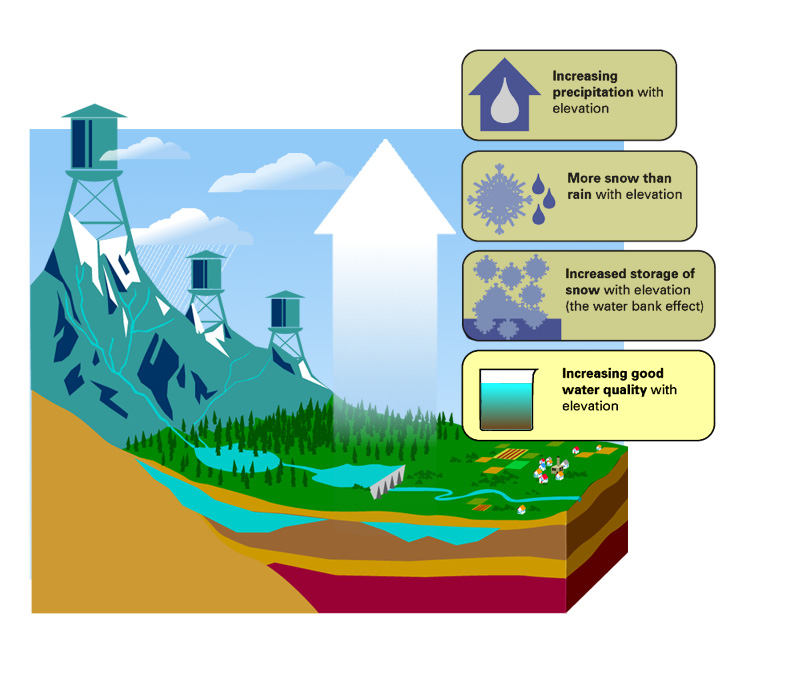 Increasing
precipitation with
elevation
More snow than
rain with elevation
Increased storage of
snow with elevation
(the water bank effect)
Increasing good
water quality with
elevation